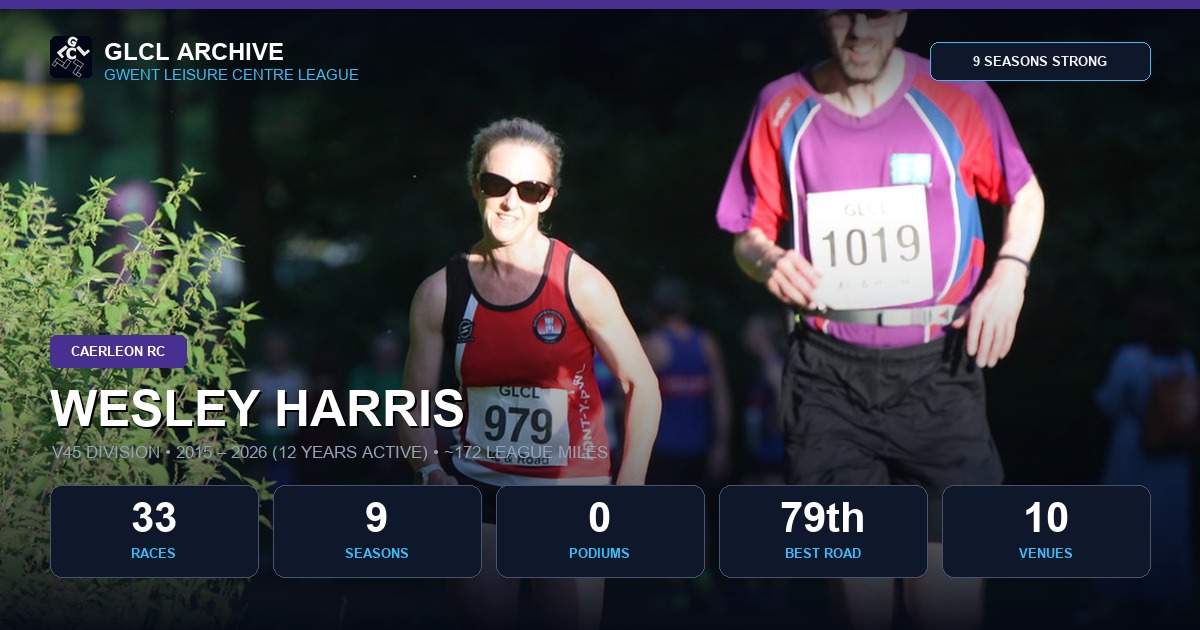 GLCL ARCHIVE
GWENT LEISURE CENTRE LEAGUE
9 SEASONS STRONG
GLCL
1019
GLCL
979
& Road
CAERLEON RC
WESLEY HARRIS
V45 DIVISION • 2015 – 2026 (12 YEARS ACTIVE) • ~172 LEAGUE MILES
33
RACES
9
SEASONS
0
PODIUMS
79th
BEST ROAD
10
VENUES